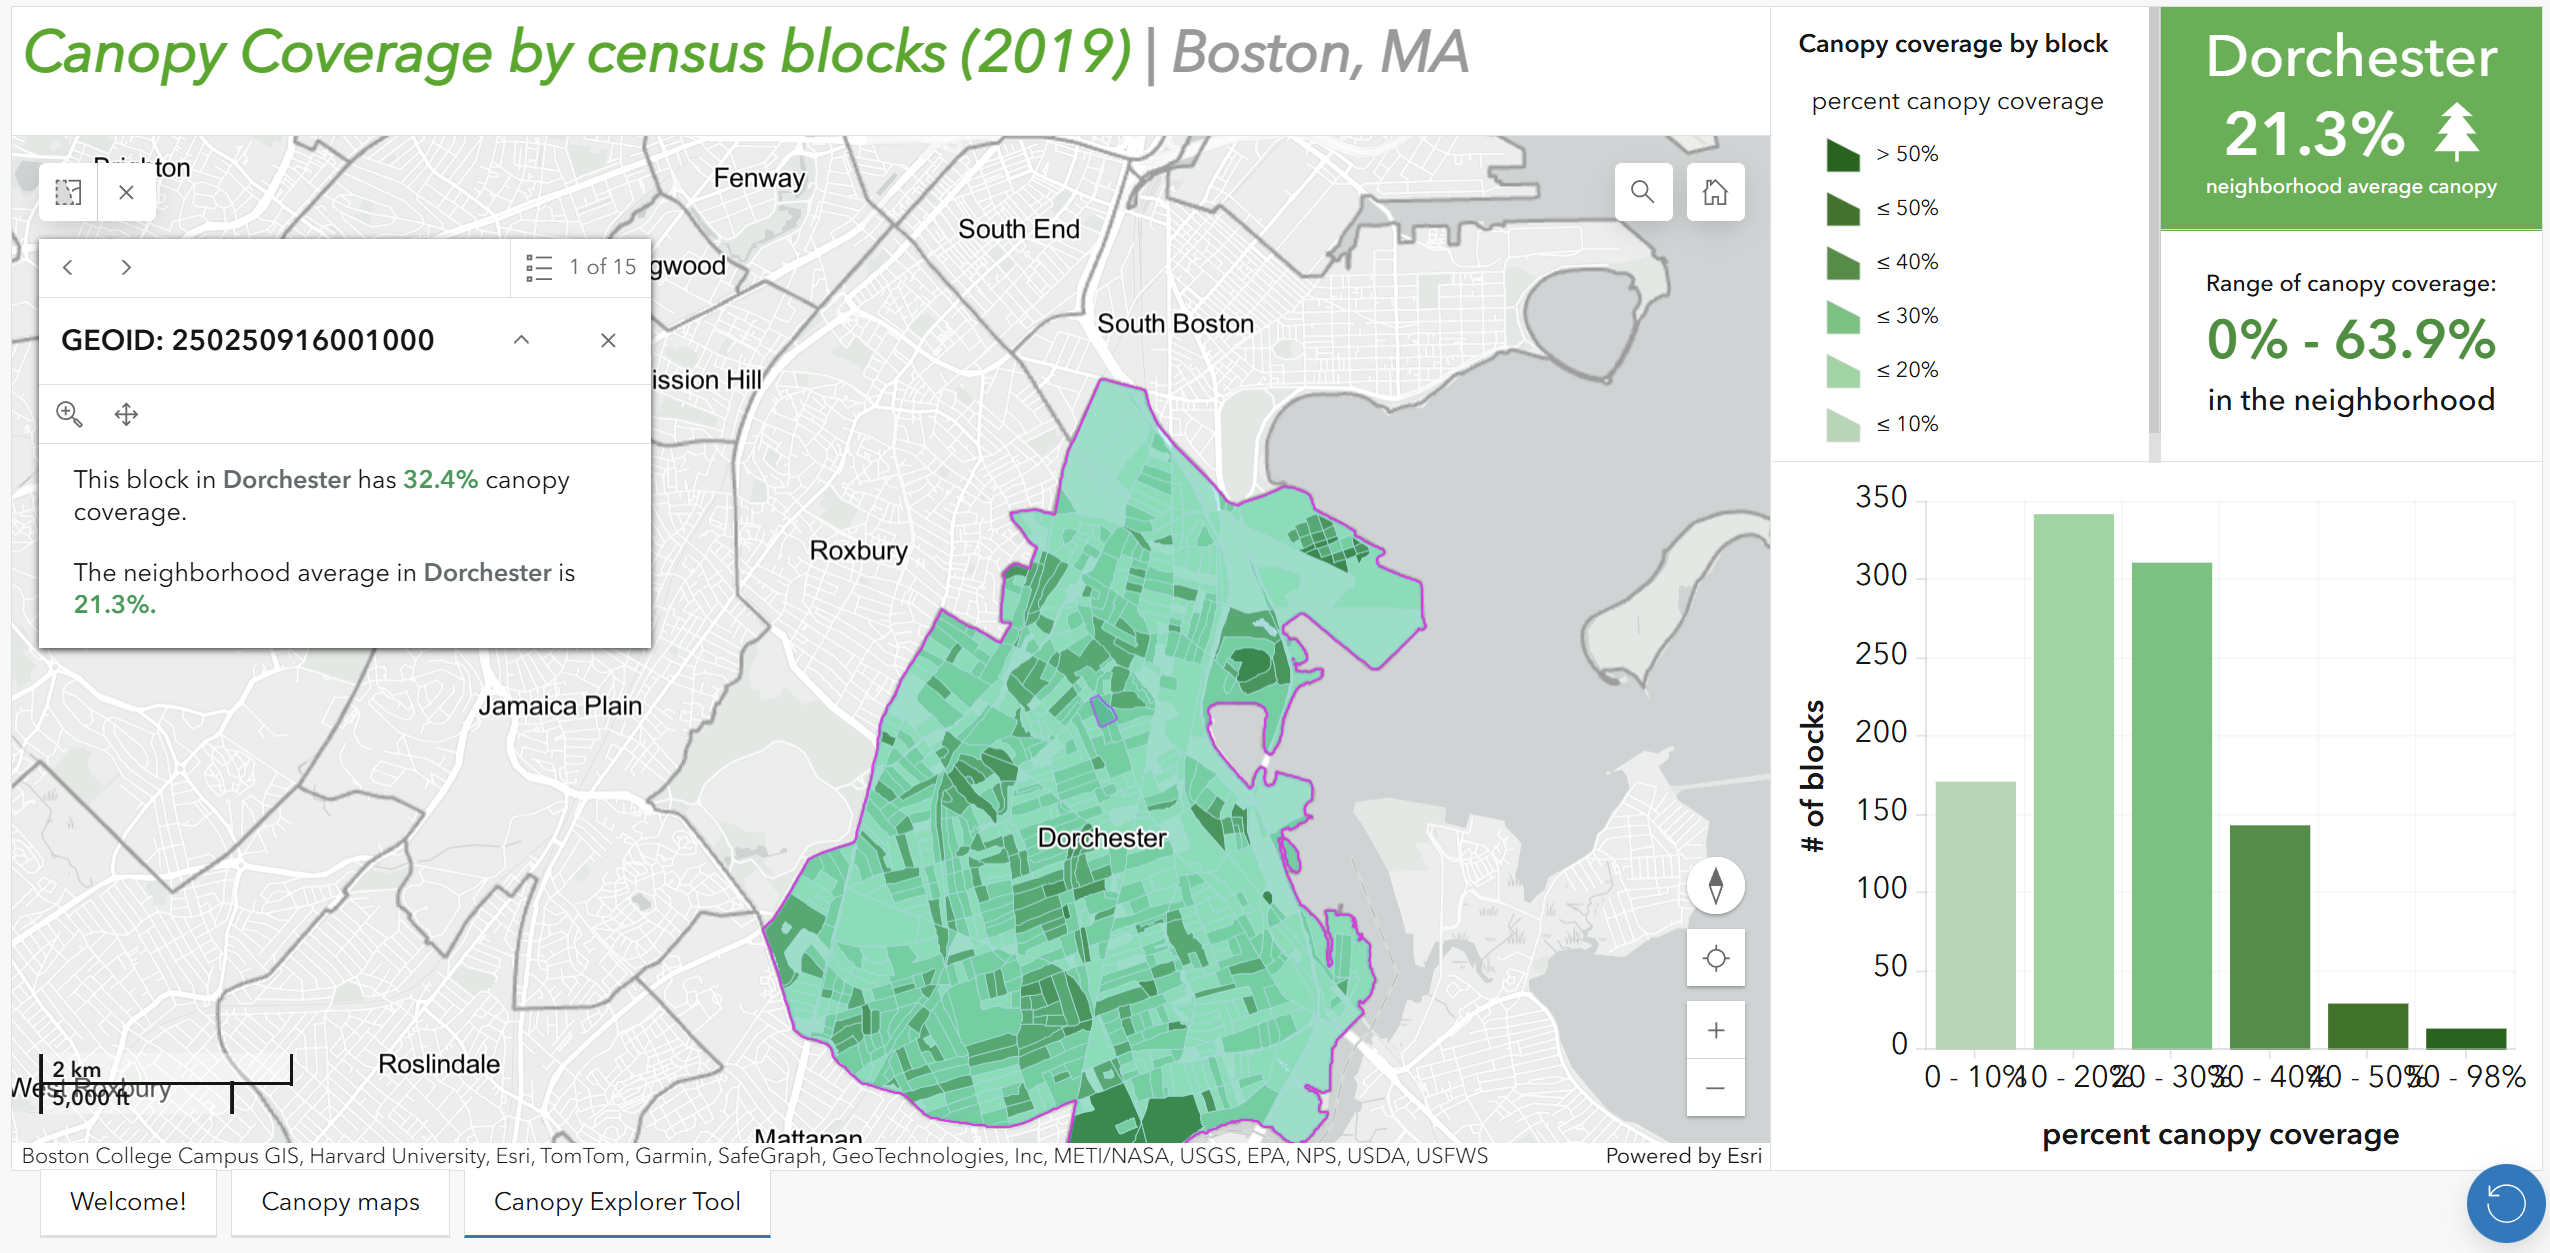 Canopy Coverage by census blocks (2019) | Boston, MA
Fenway
South End
1 of 15
gwood
GEOID: 250250916001000
South Boston
ission Hill
This block in Dorchester has 32.4% canopy
coverage.
The neighborhood average in Dorchester is
21.3%.
Roxbury
Jamaica Plain
Dorchester
Roslindale
2 km
West Roxbury
5,000 ft
Mattapan
Boston College Campus GIS, Harvard University, Esri, TomTom, Garmin, SafeGraph, GeoTechnologies, Inc, METI/NASA, USGS, EPA, NPS, USDA, USFWS
Powered by Esri
Canopy coverage by block
percent canopy coverage
> 50%
≤ 50%
≤ 40%
≤ 30%
≤ 20%
≤ 10%
Dorchester
21.3%
neighborhood average canopy
Range of canopy coverage:
0% - 63.9%
in the neighborhood
# of blocks
350
300
250
200
150
100
50
0
0 - 10% 10 - 20% 20 - 30% 30 - 40% 40 - 50% 50 - 98%
percent canopy coverage
Welcome!
Canopy maps
Canopy Explorer Tool